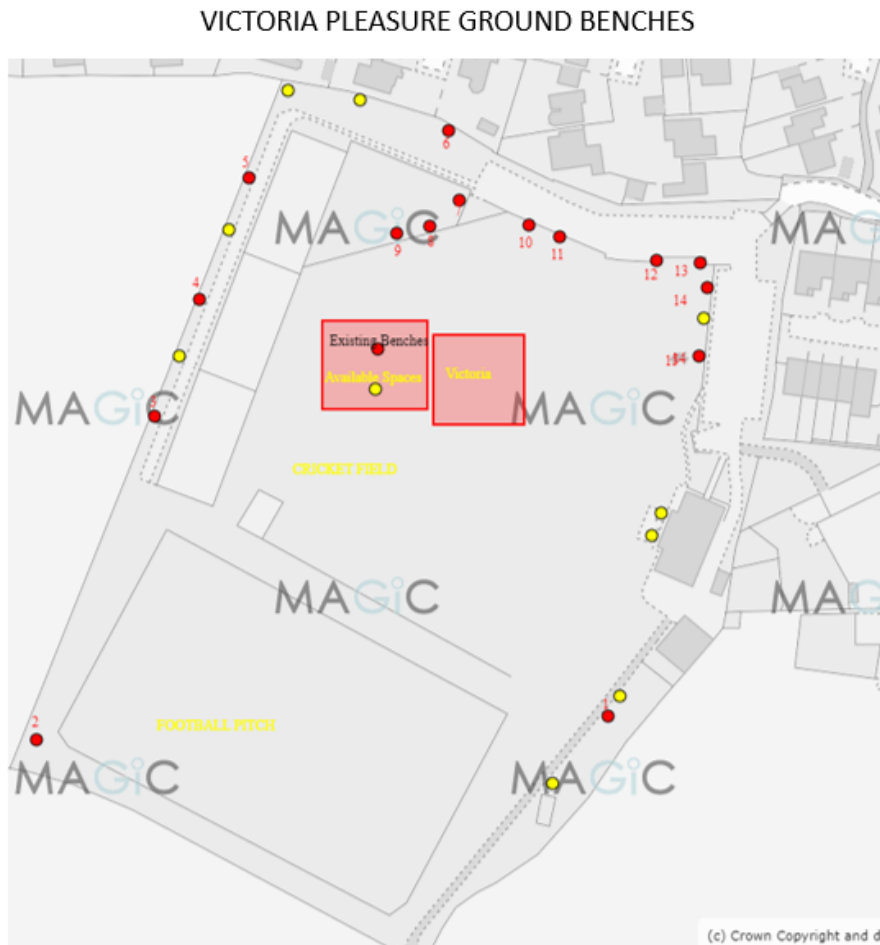 VICTORIA PLEASURE GROUND BENCHES
6
5
7
MAGiC
MAGiC
8
9
10
11
12
13
4
14
Existing Benches
Available Spaces
Victoria
MAGiC
MAGiC
3
CRICKET FIELD
MAGiC
MAGiC
1
2
FOOTBALL PITCH
MAGiC
MAGiC
(c) Crown Copyright and d